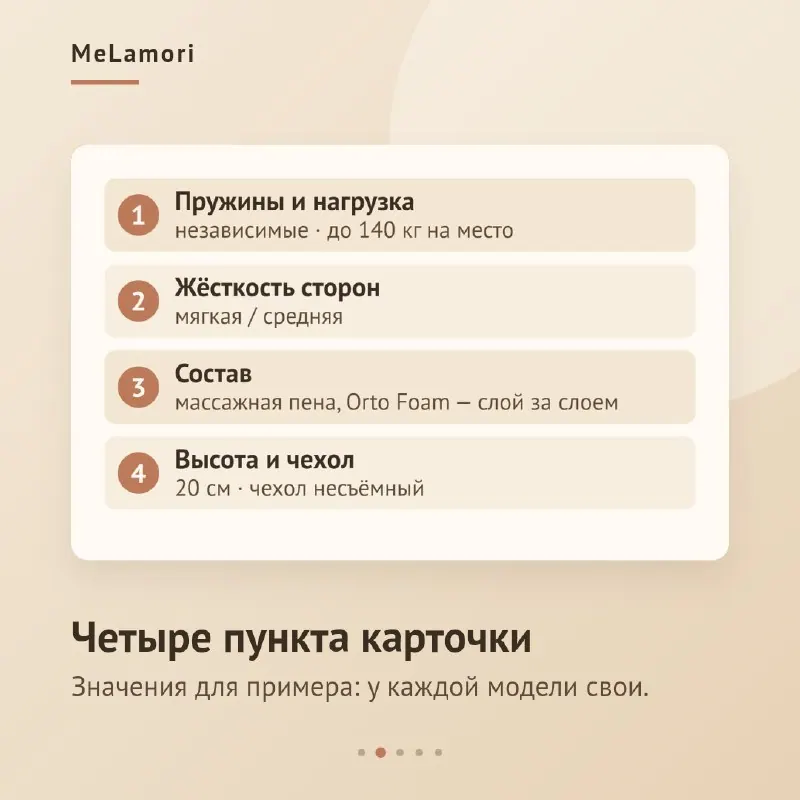 MeLamori
1
Пружины и нагрузка
независимые · до 140 кг на место
2
Жёсткость сторон
мягкая / средняя
3
Состав
массажная пена, Orto Foam — слой за слоем
4
Высота и чехол
20 см · чехол несъёмный
Четыре пункта карточки
Значения для примера: у каждой модели свои.